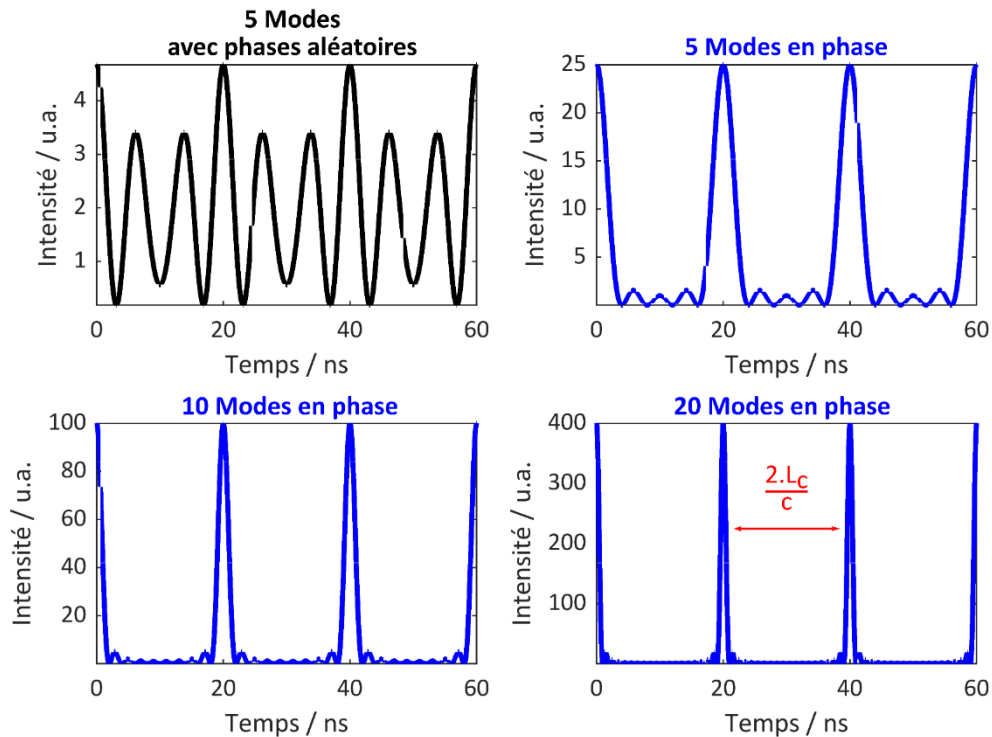 5 Modes
avec phases aléatoires
Intensité / u.a.
4
3
2
1
0 20 40 60
Temps / ns
5 Modes en phase
Intensité / u.a.
25
20
15
10
5
0 20 40 60
Temps / ns
10 Modes en phase
Intensité / u.a.
100
80
60
40
20
0 20 40 60
Temps / ns
20 Modes en phase
Intensité / u.a.
400
300
200
100
2.Lc
c
0 20 40 60
Temps / ns